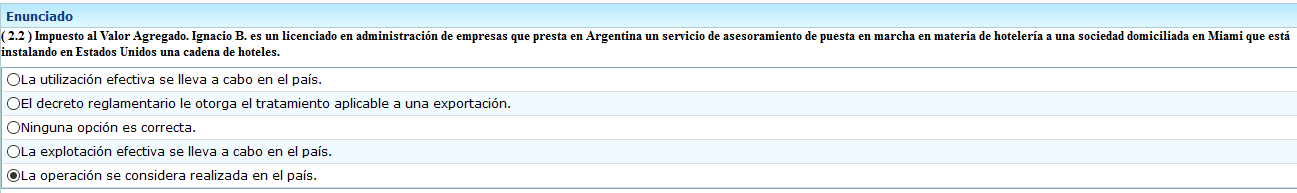 Enunciado
( 2.2 ) Impuesto al Valor Agregado. Ignacio B. es un licenciado en administración de empresas que presta en Argentina un servicio de asesoramiento de puesta en marcha en materia de hotelería a una sociedad domiciliada en Miami que está
instalando en Estados Unidos una cadena de hoteles.
La utilización efectiva se lleva a cabo en el país.
El decreto reglamentario le otorga el tratamiento aplicable a una exportación.
Ninguna opción es correcta.
La explotación efectiva se lleva a cabo en el país.
La operación se considera realizada en el país.